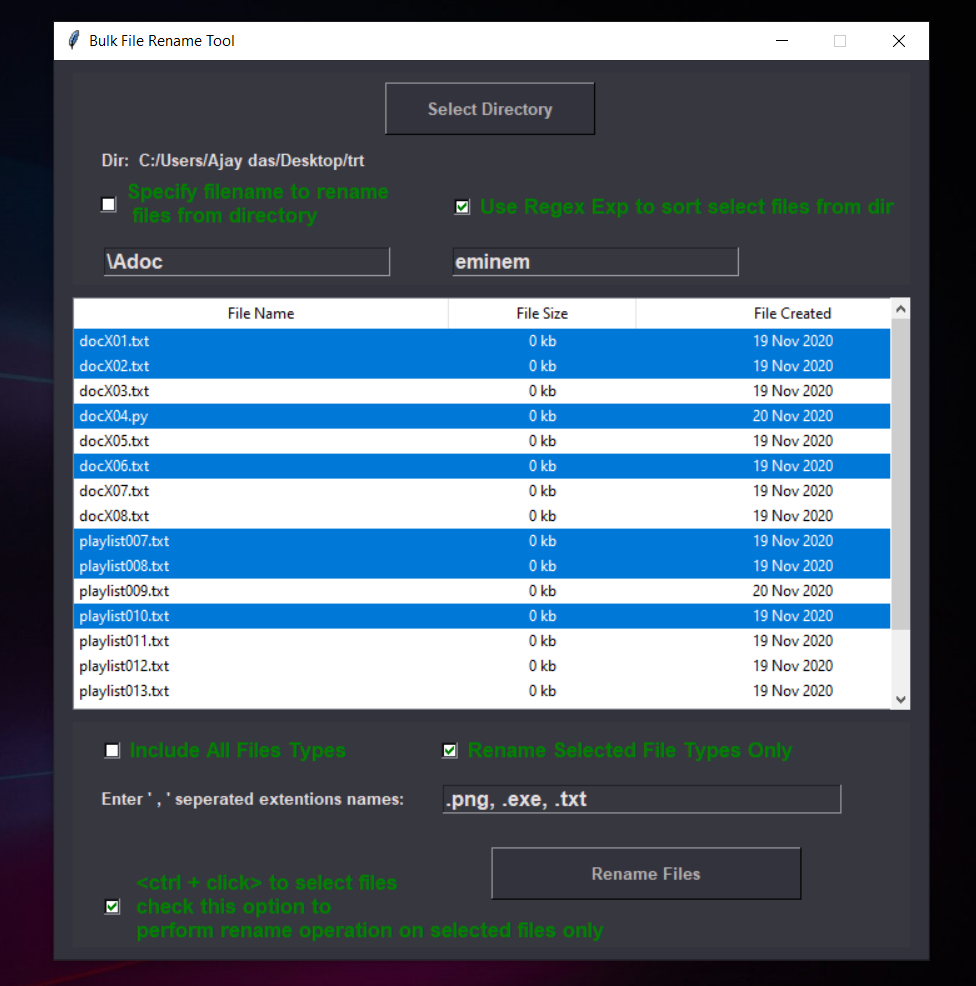 Bulk File Rename Tool
Select Directory
Dir:  C:/Users/Ajay das/Desktop/trt
Specify filename to rename
files from directory
Use Regex Exp to sort select files from dir
\Adoc
eminem
File Name File Size File Created
docX01.txt 0 kb 19 Nov 2020
docX02.txt 0 kb 19 Nov 2020
docX03.txt 0 kb 19 Nov 2020
docX04.py 0 kb 20 Nov 2020
docX05.txt 0 kb 19 Nov 2020
docX06.txt 0 kb 19 Nov 2020
docX07.txt 0 kb 19 Nov 2020
docX08.txt 0 kb 19 Nov 2020
playlist007.txt 0 kb 19 Nov 2020
playlist008.txt 0 kb 19 Nov 2020
playlist009.txt 0 kb 20 Nov 2020
playlist010.txt 0 kb 19 Nov 2020
playlist011.txt 0 kb 19 Nov 2020
playlist012.txt 0 kb 19 Nov 2020
playlist013.txt 0 kb 19 Nov 2020
Include All Files Types
Rename Selected File Types Only
Enter ' , ' seperated extentions names:
.png, .exe, .txt
Rename Files
<ctrl + click> to select files
check this option to
perform rename operation on selected files only